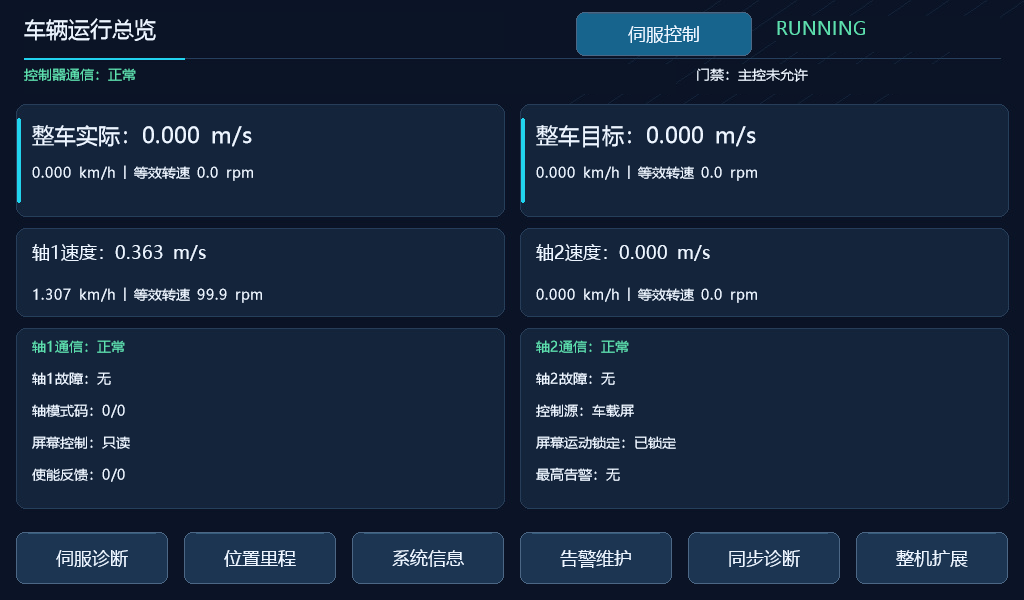 车辆运行总览
伺服控制
RUNNING
控制器通信：正常
门禁：主控未允许
整车实际：0.000 m/s
0.000 km/h | 等效转速 0.0 rpm
整车目标：0.000 m/s
0.000 km/h | 等效转速 0.0 rpm
轴1速度：0.363 m/s
1.307 km/h | 等效转速 99.9 rpm
轴2速度：0.000 m/s
0.000 km/h | 等效转速 0.0 rpm
轴1通信：正常
轴1故障：无
轴模式码：0/0
屏幕控制：只读
使能反馈：0/0
轴2通信：正常
轴2故障：无
控制源：车载屏
屏幕运动锁定：已锁定
最高告警：无
伺服诊断
位置里程
系统信息
告警维护
同步诊断
整机扩展